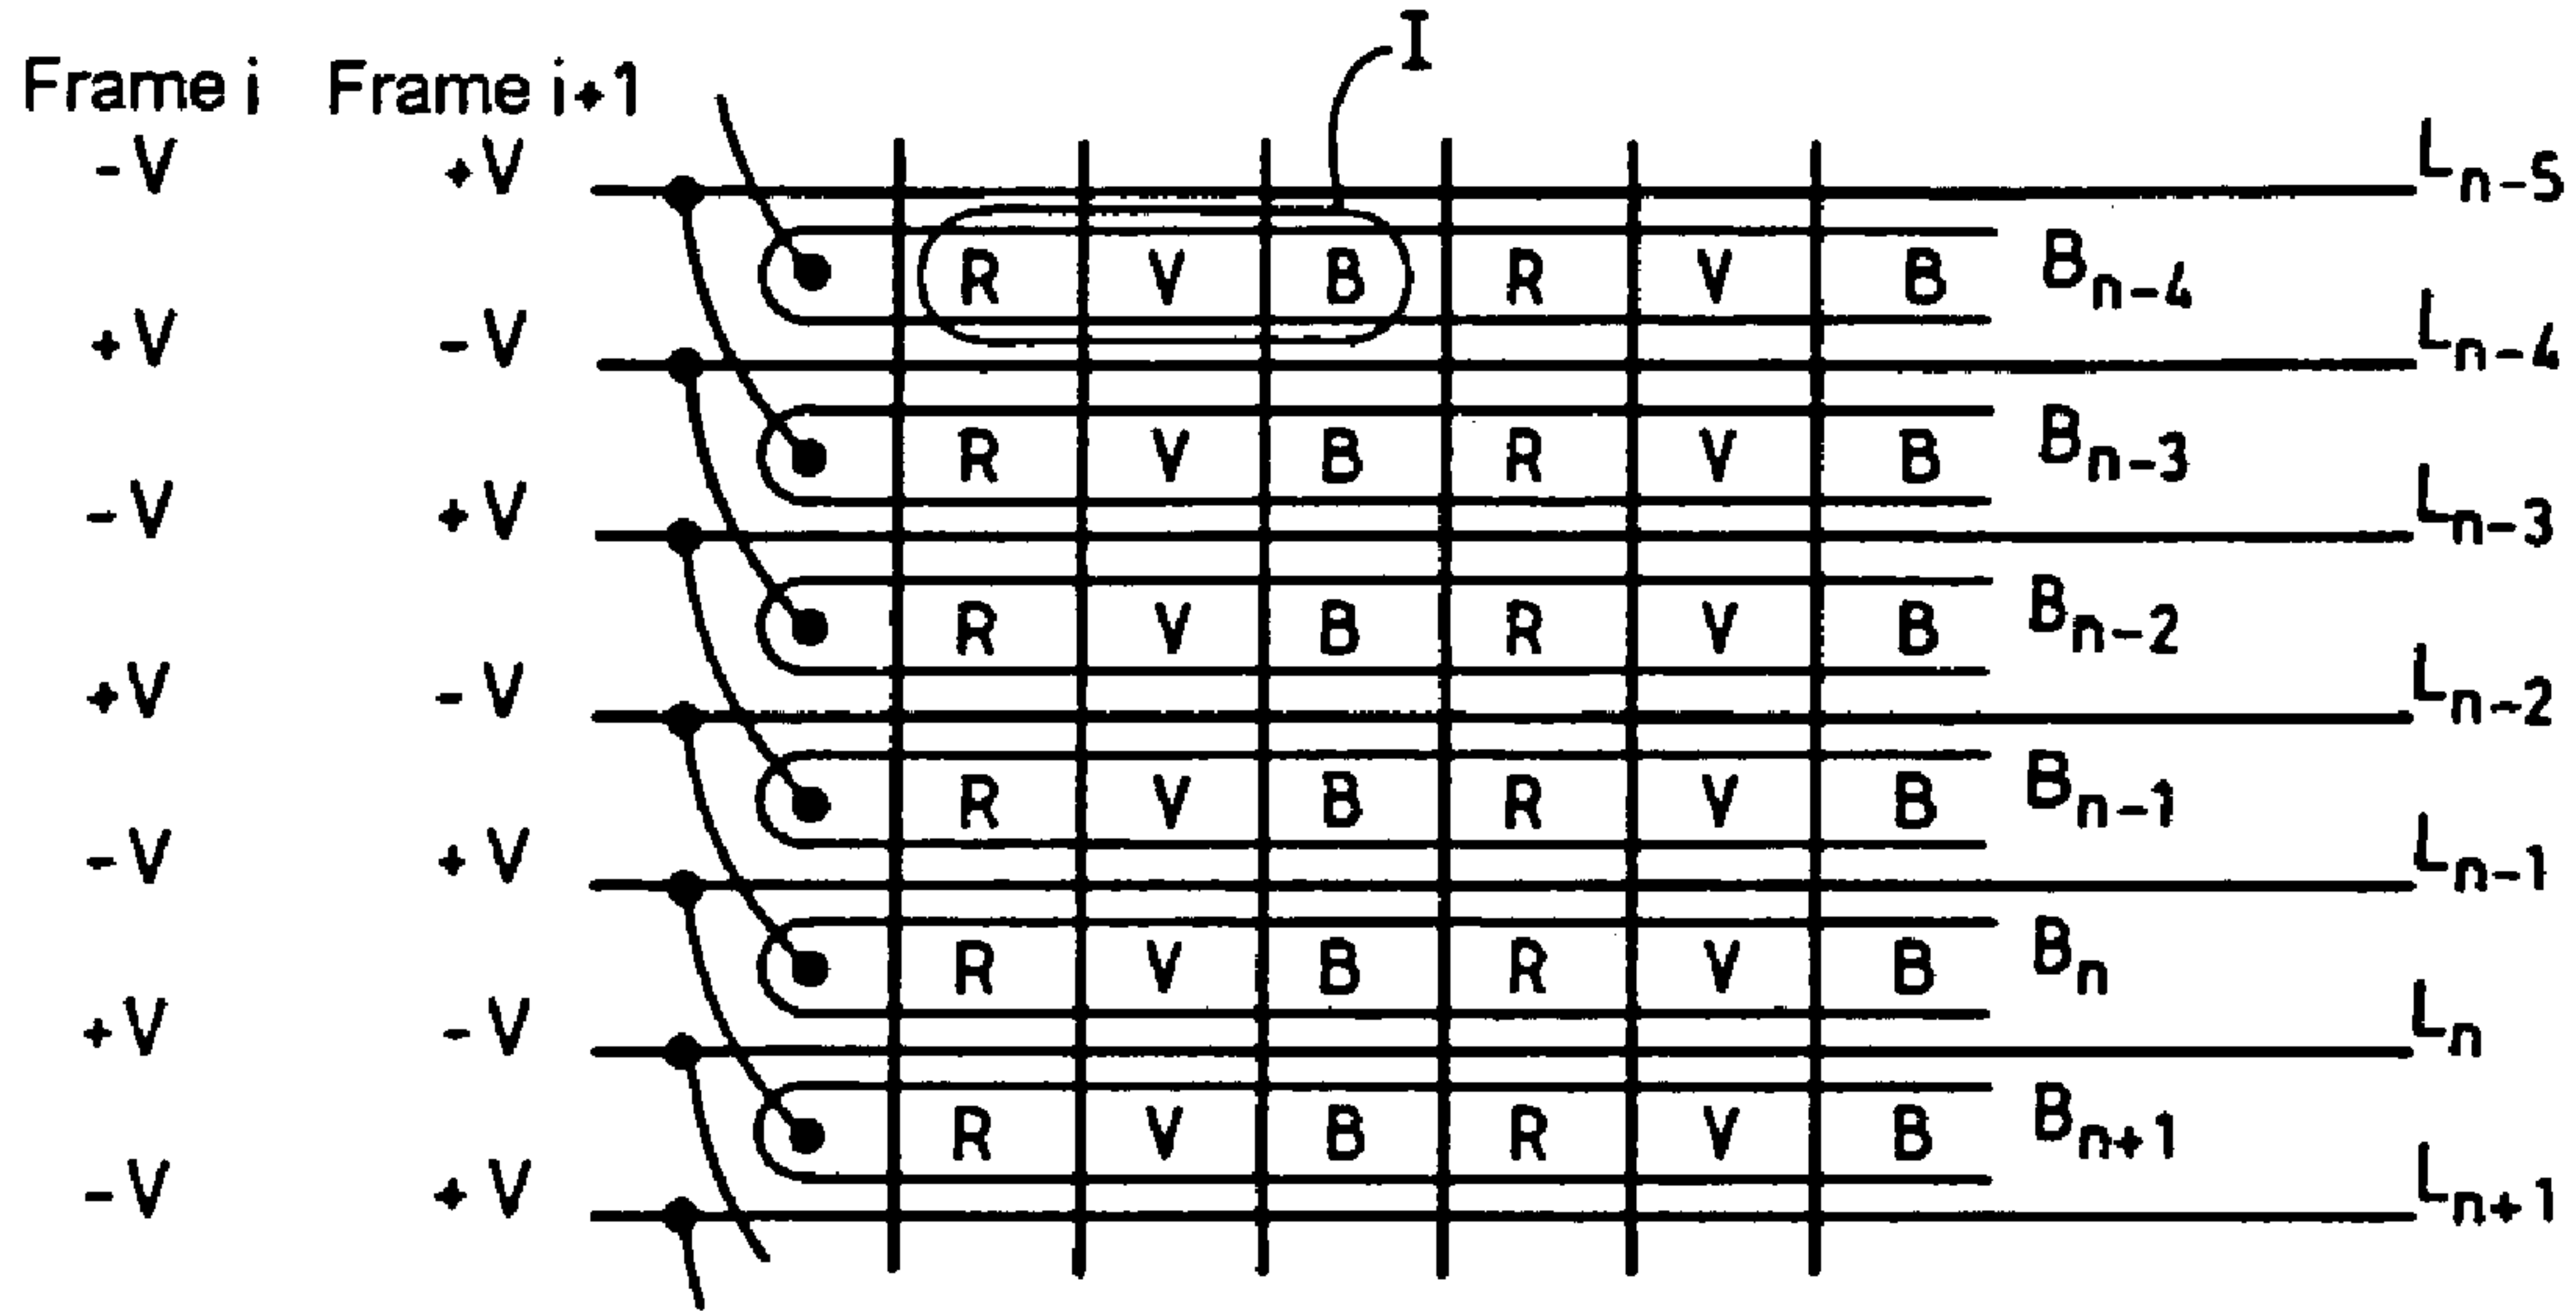 I
Frame i Frame i+1
-V +V L n-5
R V B R V B B n-4
+V -V L n-4
R V B R V B B n-3
-V +V L n-3
R V B R V B B n-2
+V -V L n-2
R V B R V B B n-1
-V +V L n-1
R V B R V B B n
+V -V L n
R V B R V B B n+1
-V +V L n+1